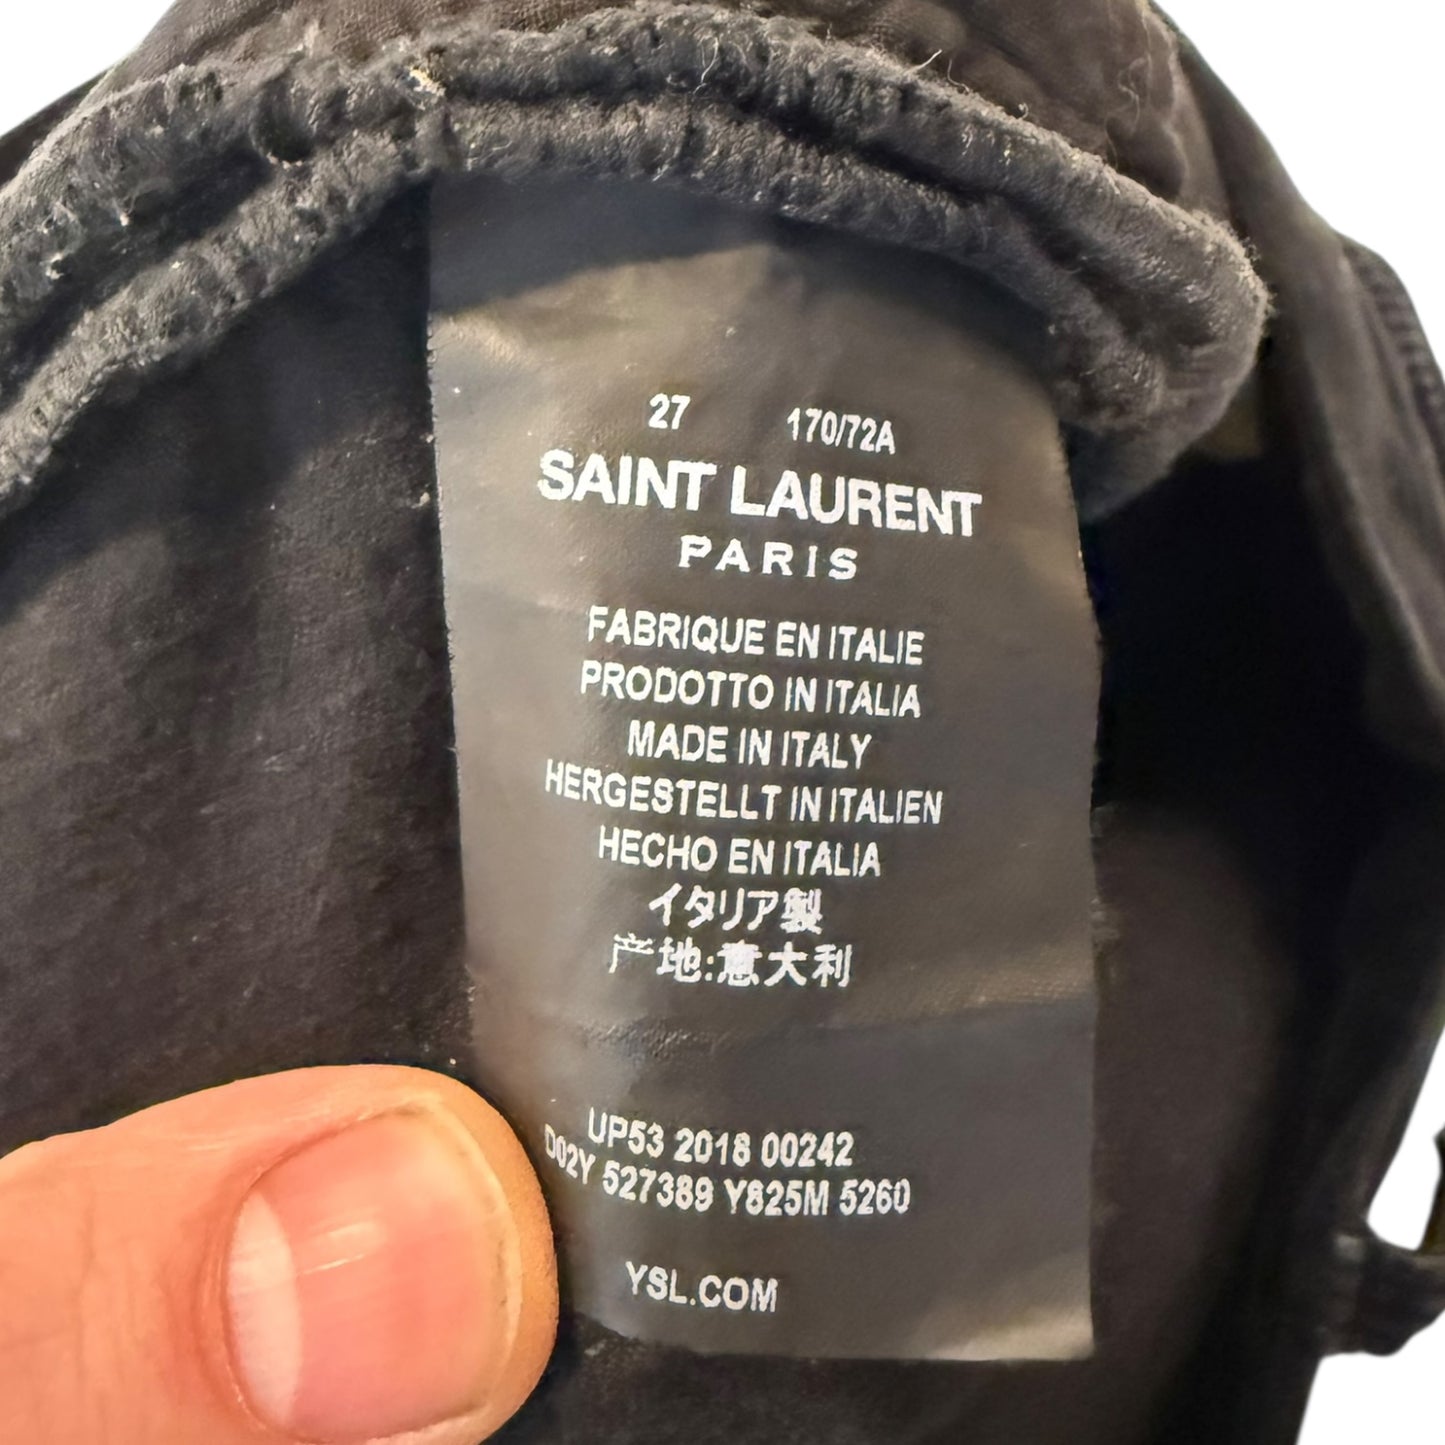 27 170/72A
SAINT LAURENT
PARIS
FABRIQUE EN ITALIE
PRODOTTO IN ITALIA
MADE IN ITALY
HERGESTELLT IN ITALIEN
HECHO EN ITALIA
イタリア製
产地:意大利
UP53 2018 00242
D02Y 527389 Y825M 5260
YSL.COM